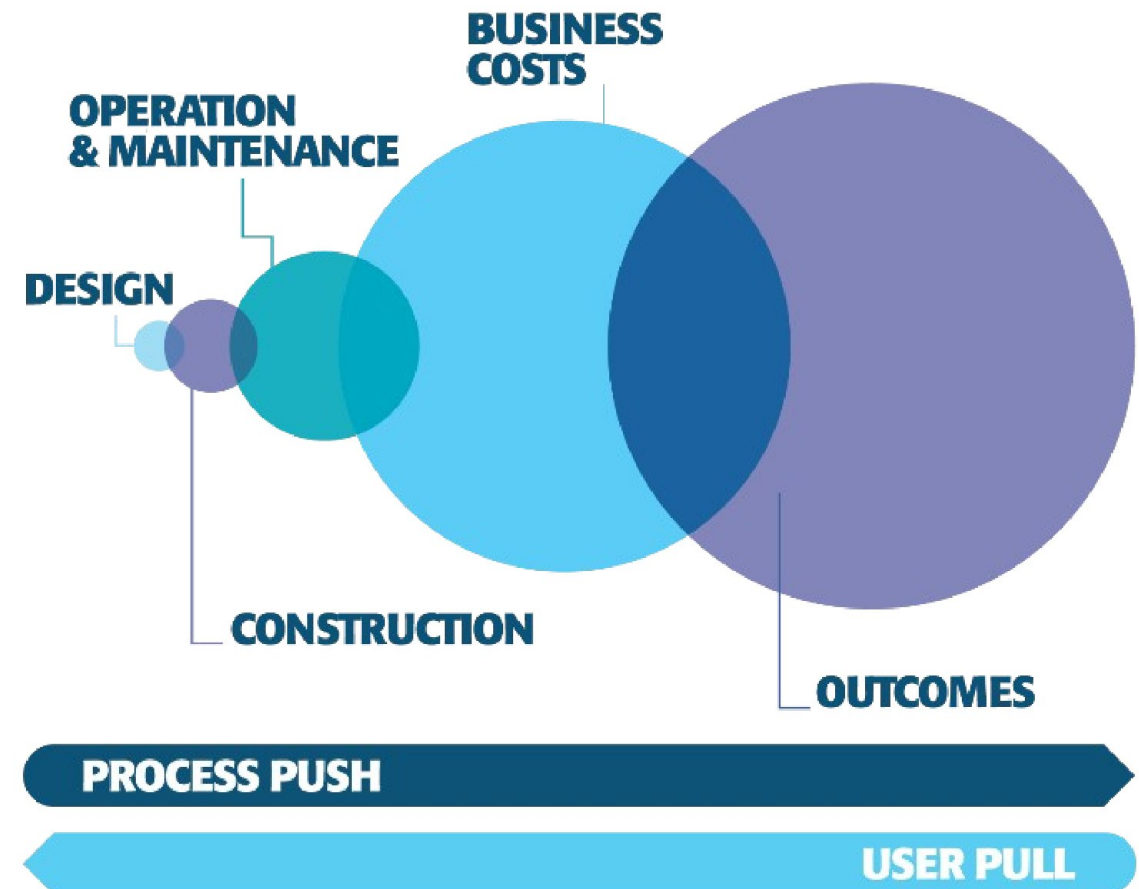 BUSINESS
COSTS
OPERATION
& MAINTENANCE
DESIGN
CONSTRUCTION
OUTCOMES
PROCESS PUSH
USER PULL